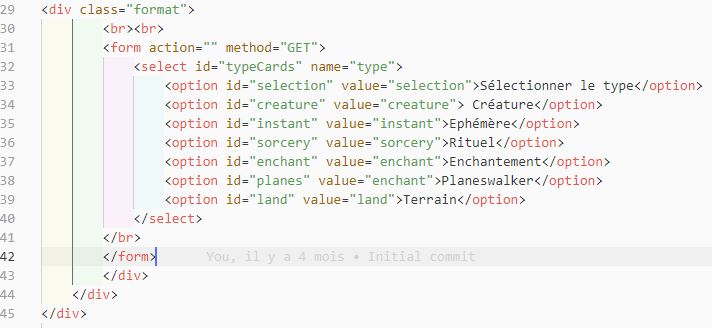 29 <div class="format">
30 <br><br>
31 <form action="" method="GET">
32 <select id="typeCards" name="type">
33 <option id="selection" value="selection">Sélectionner le type</option>
34 <option id="creature" value="creature"> Créature</option>
35 <option id="instant" value="instant">Ephémère</option>
36 <option id="sorcery" value="sorcery">Rituel</option>
37 <option id="enchant" value="enchant">Enchantement</option>
38 <option id="planes" value="enchant">Planeswalker</option>
39 <option id="land" value="land">Terrain</option>
40 </select>
41 </br>
42 </form> You, il y a 4 mois • Initial commit
43 </div>
44 </div>
45 </div>